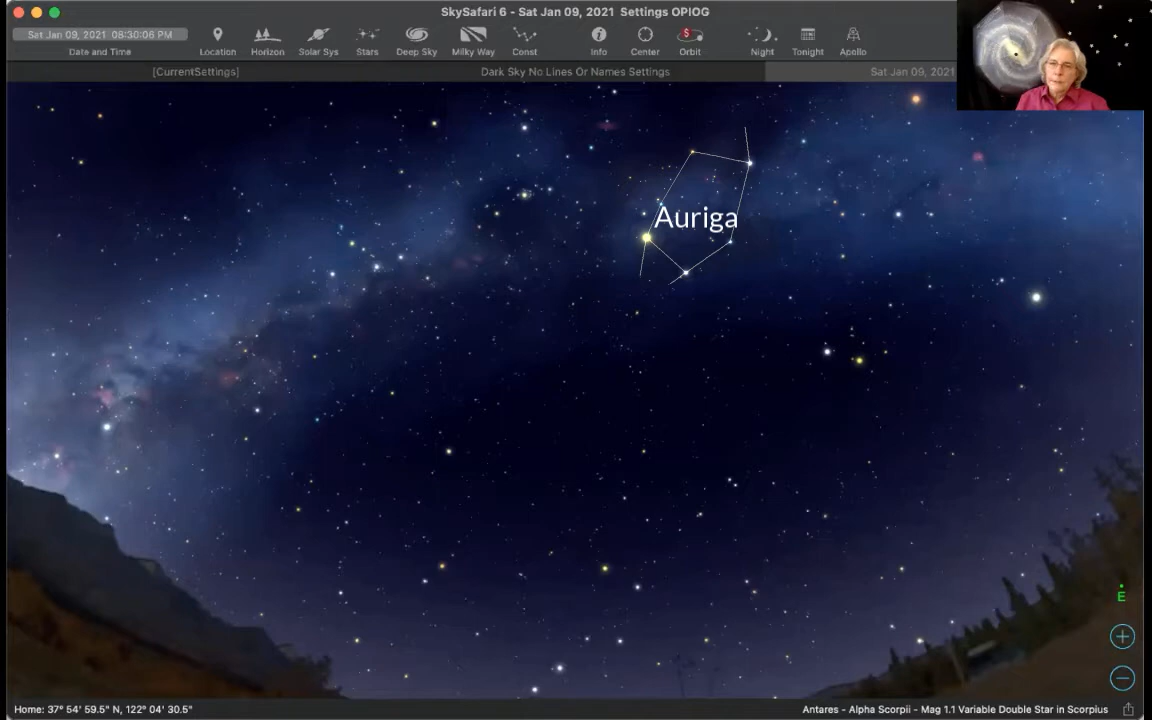 SkySafari 6 - Sat Jan 09, 2021 Settings OPIOG
Sat Jan 09, 2021 08:30:06 PM
Date and Time
Location
Horizon
Solar Sys
Stars
Deep Sky
Milky Way
Const
Info
Center
Orbit
Night
Tonight
Apollo
[CurrentSettings]
Dark Sky No Lines Or Names Settings
Sat Jan 09, 2021
Auriga
E
Home: 37° 54' 59.5" N, 122° 04' 30.5"
Antares - Alpha Scorpii - Mag 1.1 Variable Double Star in Scorpius